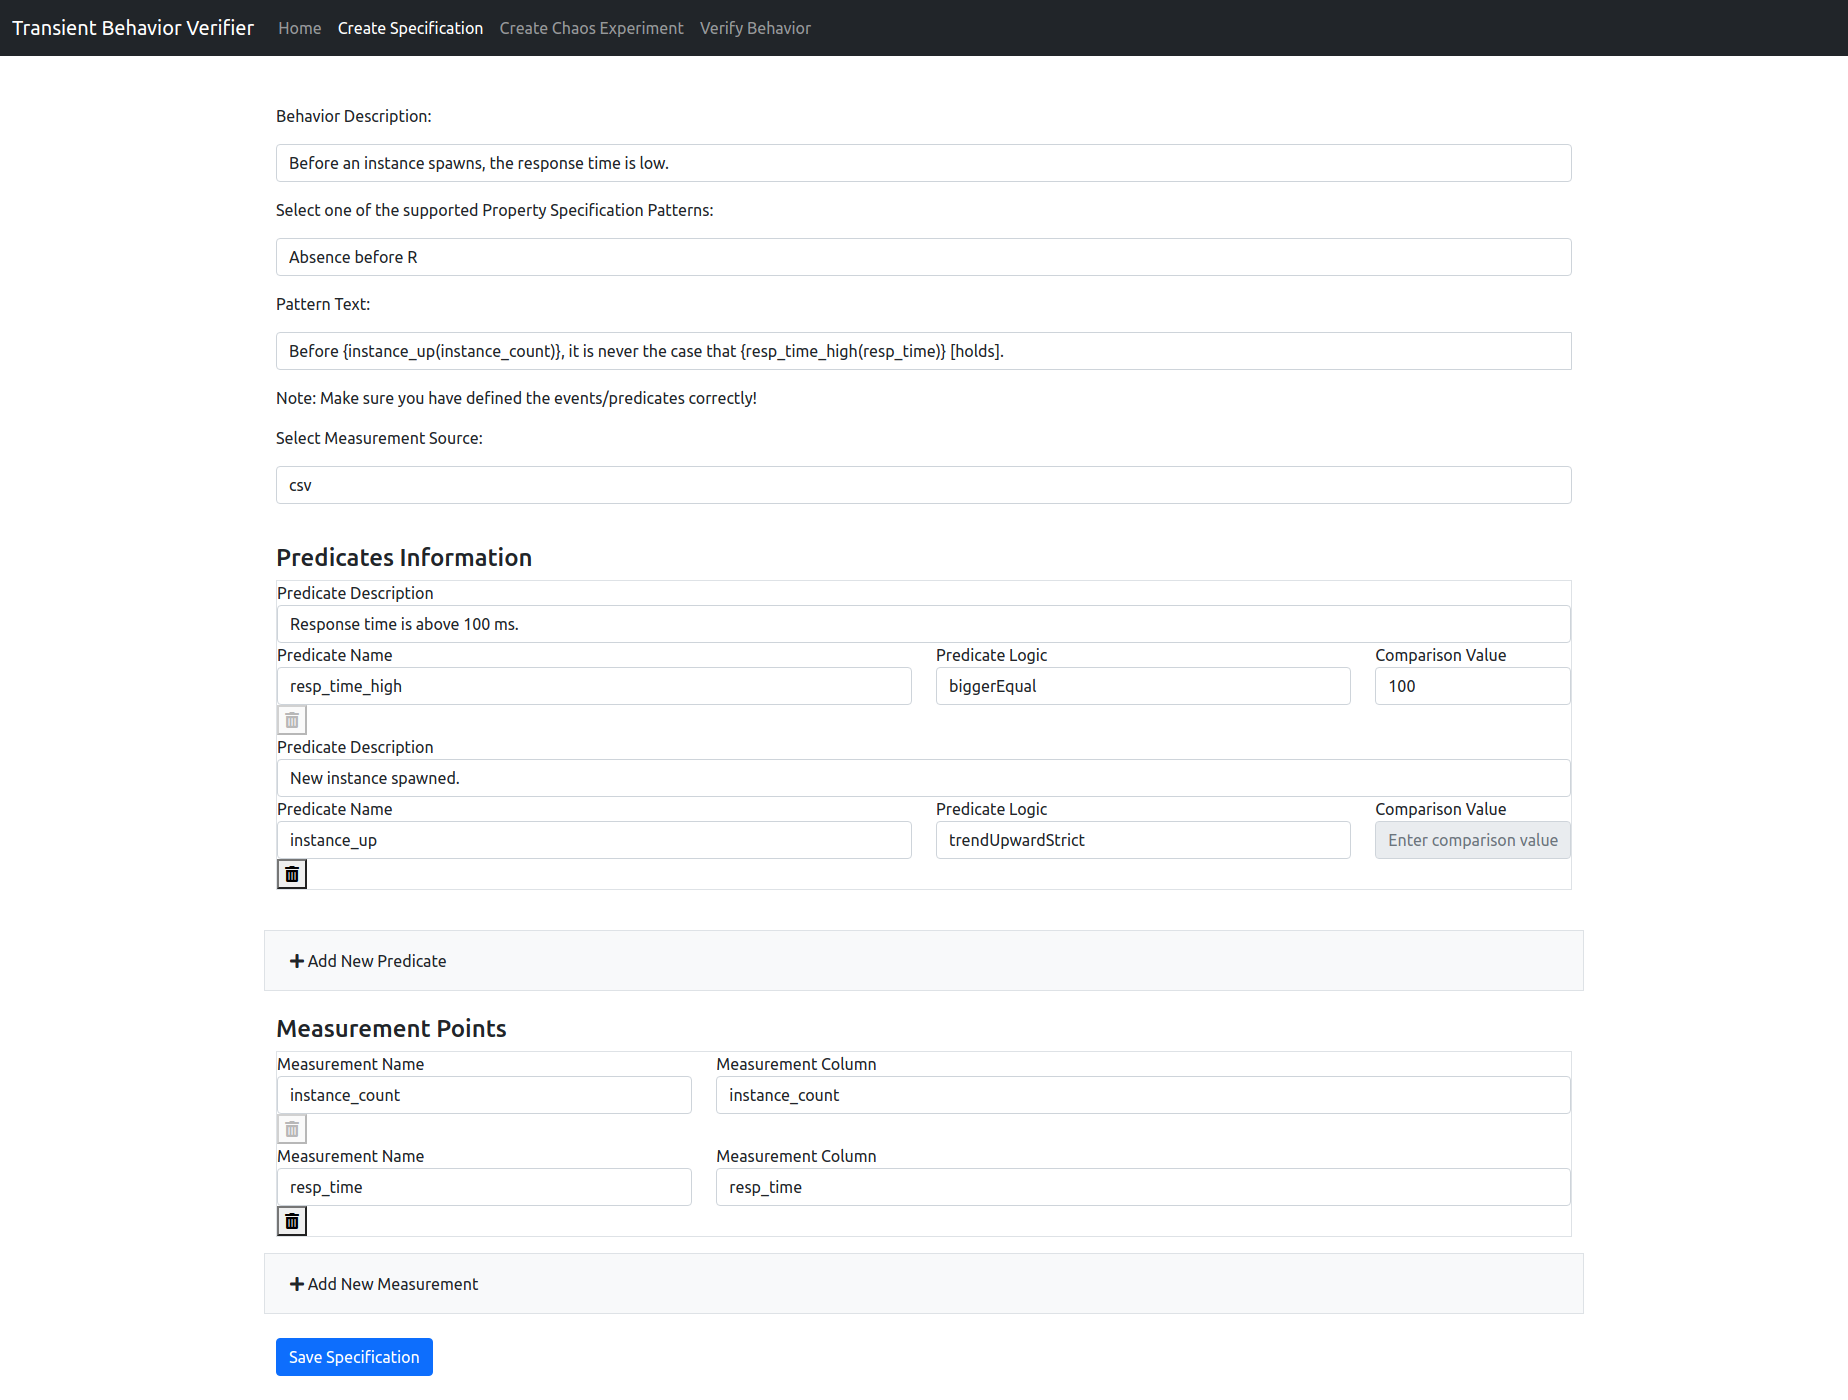 Transient Behavior Verifier Home Create Specification Create Chaos Experiment Verify Behavior
Behavior Description:
Before an instance spawns, the response time is low.
Select one of the supported Property Specification Patterns:
Absence before R
Pattern Text:
Before {instance_up(instance_count)}, it is never the case that {resp_time_high(resp_time)} [holds].
Note: Make sure you have defined the events/predicates correctly!
Select Measurement Source:
csv
Predicates Information
Predicate Description
Response time is above 100 ms.
Predicate Name Predicate Logic Comparison Value
resp_time_high biggerEqual 100
Predicate Description
New instance spawned.
Predicate Name Predicate Logic Comparison Value
instance_up trendUpwardStrict Enter comparison value
Add New Predicate
Measurement Points
Measurement Name Measurement Column
instance_count instance_count
Measurement Name Measurement Column
resp_time resp_time
Add New Measurement
Save Specification